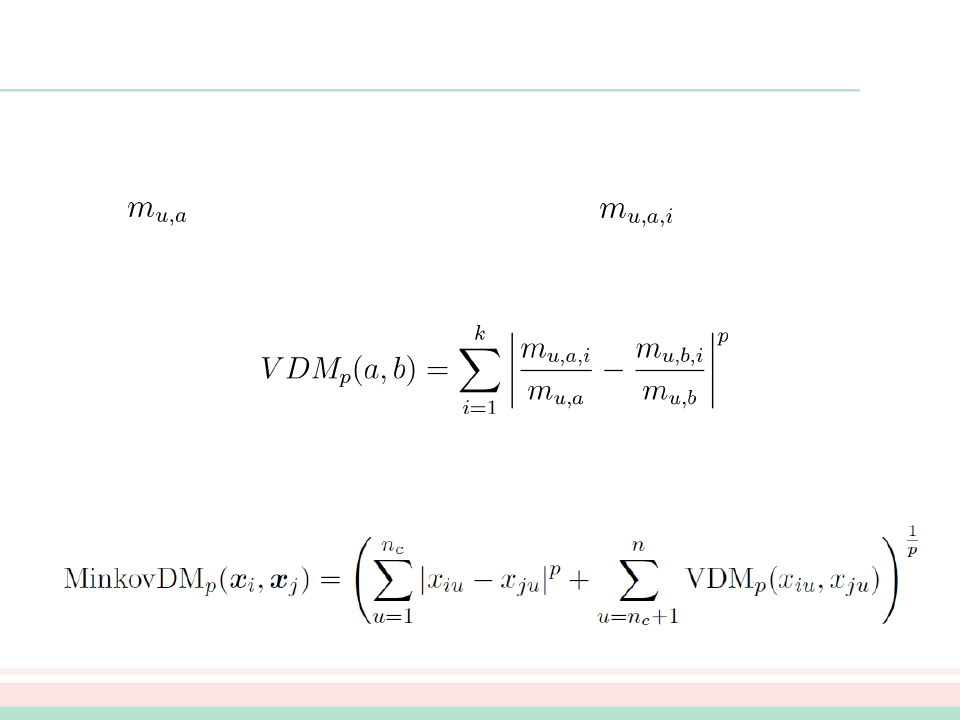 $m_{u,a}$ $m_{u,a,i}$
$VDM_p(a,b) = \sum_{i=1}^{k} \left| \frac{m_{u,a,i}}{m_{u,a}} - \frac{m_{u,b,i}}{m_{u,b}} \right|^p$
$\text{MinkovDM}_p(\boldsymbol{x}_i, \boldsymbol{x}_j) = \left( \sum_{u=1}^{n_c} |x_{iu} - x_{ju}|^p + \sum_{u=n_c+1}^{n} \text{VDM}_p(x_{iu}, x_{ju}) \right)^{\frac{1}{p}}$